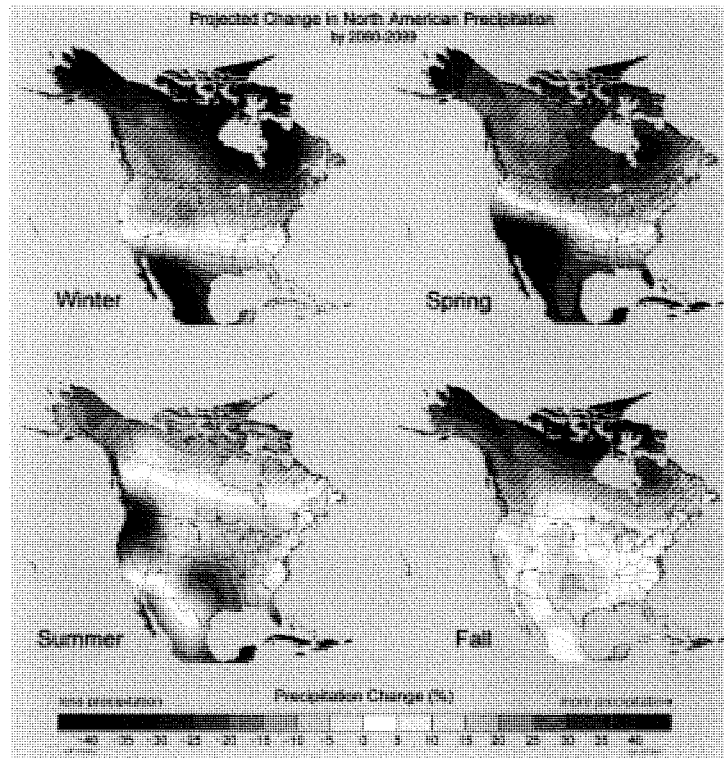 Projected Change in North American Precipitation
by 2080-2099
Winter
Spring
Summer
Fall
Precipitation Change (%)
less precipitation
more precipitation
-40 -35 -30 -25 -20 -15 -10 -5 0 5 10 15 20 25 30 35 40